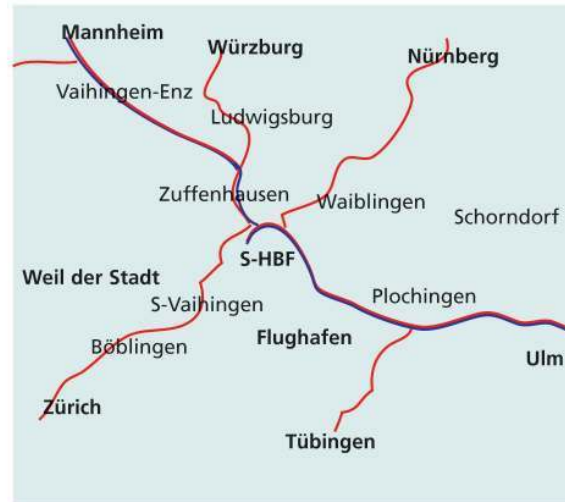 Mannheim
Würzburg
Nürnberg
Vaihingen-Enz
Ludwigsburg
Zuffenhausen
Waiblingen
Schorndorf
S-HBF
Weil der Stadt
S-Vaihingen
Plochingen
Flughafen
Böblingen
Ulm
Zürich
Tübingen